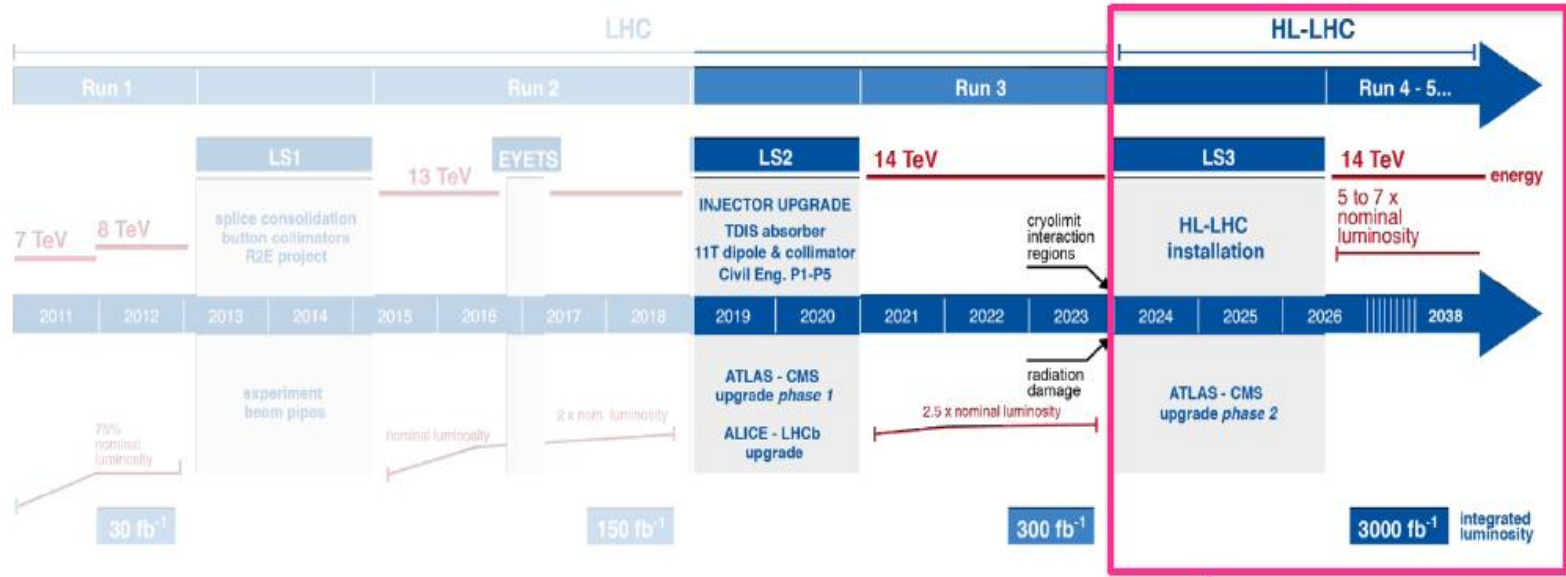 LHC
HL-LHC
Run 1
Run 2
Run 3
Run 4 - 5...
LS1
EYETS
LS2
LS3
7 TeV
8 TeV
13 TeV
14 TeV
14 TeV
energy
splice consolidation
button collimators
R2E project
INJECTOR UPGRADE
TDIS absorber
11T dipole & collimator
Civil Eng. P1-P5
cryolimit
interaction
regions
HL-LHC
installation
5 to 7 x
nominal
luminosity
2011 2012 2013 2014 2015 2016 2017 2018 2019 2020 2021 2022 2023 2024 2025 2026 2038
experiment
beam pipes
75%
nominal
luminosity
nominal luminosity
2 x nom. luminosity
ATLAS - CMS
upgrade phase 1
ALICE - LHCb
upgrade
radiation
damage
2.5 x nominal luminosity
ATLAS - CMS
upgrade phase 2
30 fb⁻¹
150 fb⁻¹
300 fb⁻¹
3000 fb⁻¹
integrated
luminosity